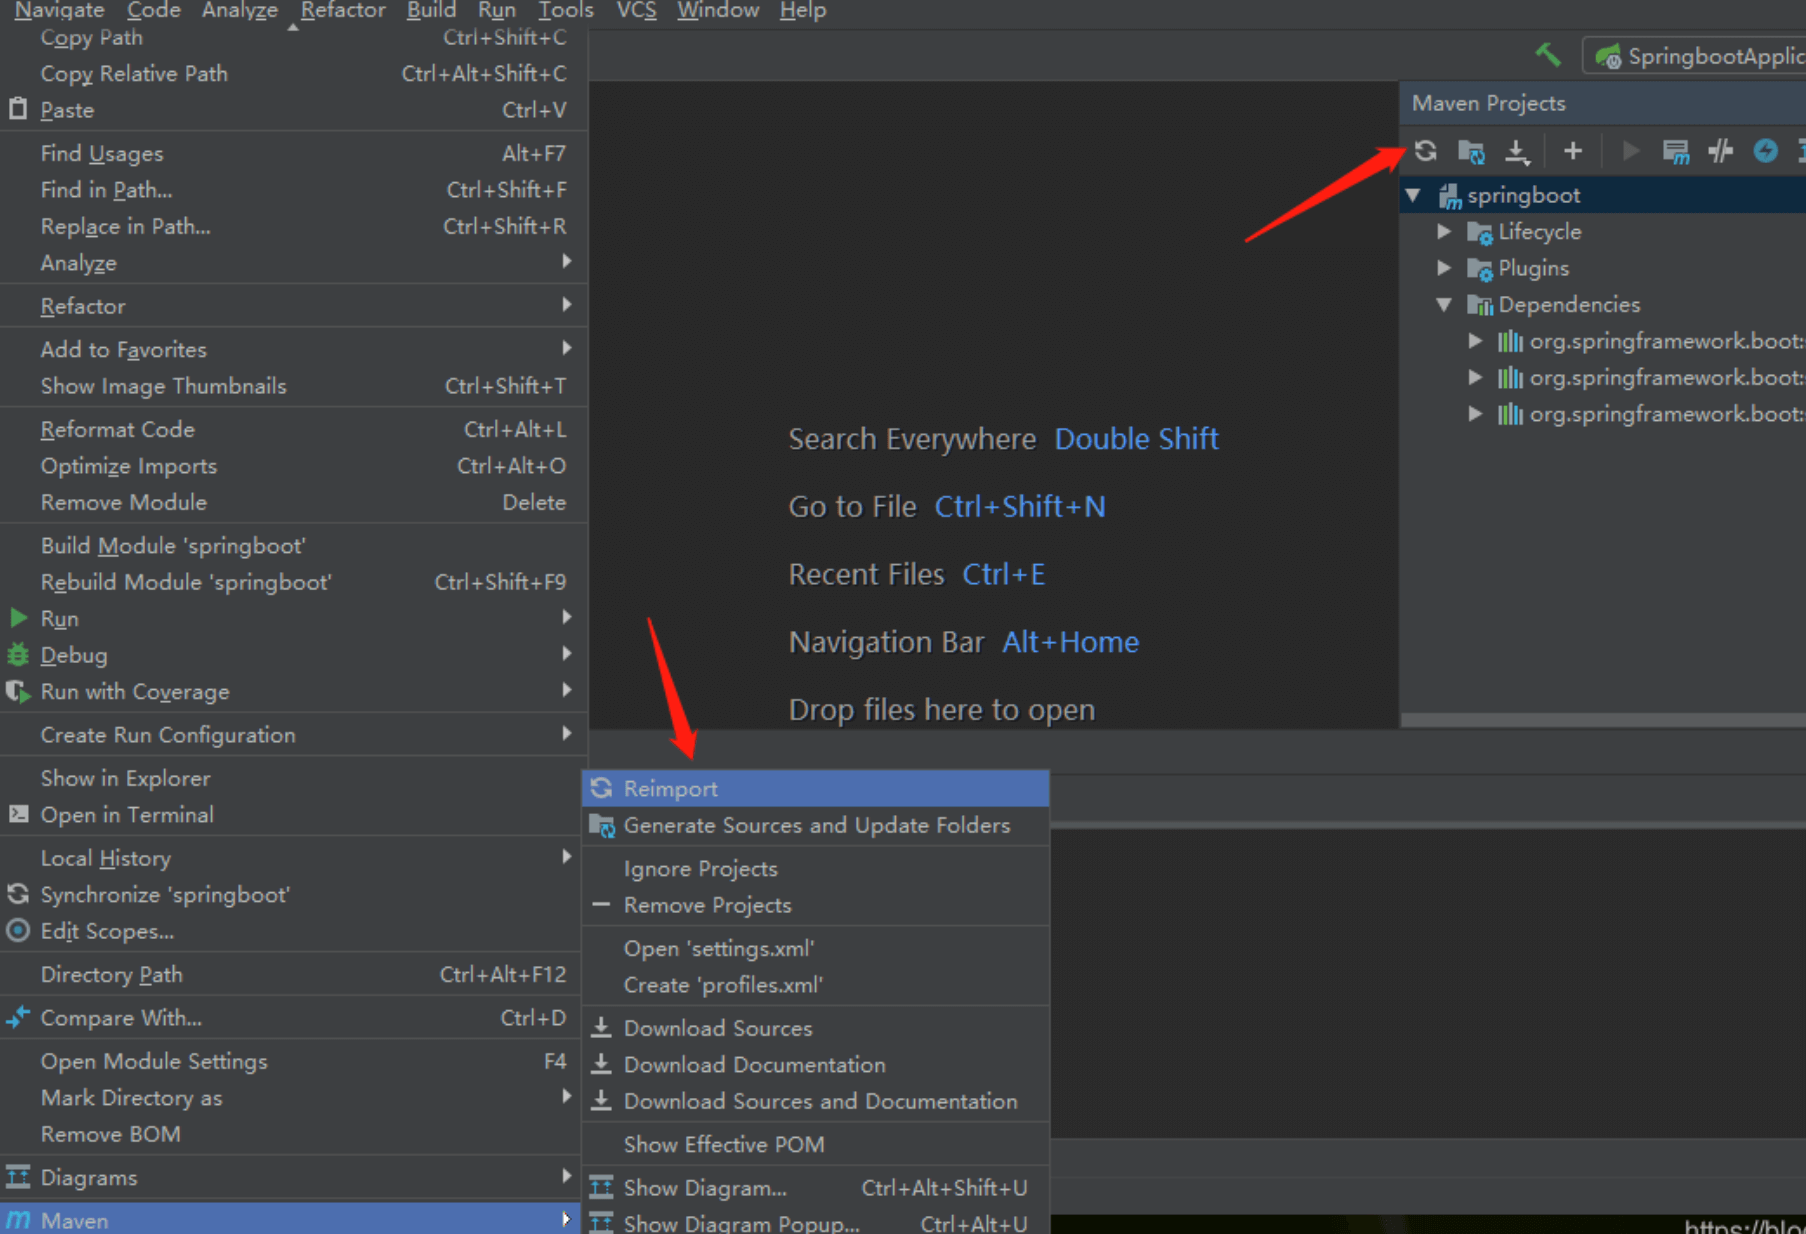 Navigate Code Analyze Refactor Build Run Tools VCS Window Help
Copy Path Ctrl+Shift+C
Copy Relative Path Ctrl+Alt+Shift+C
Paste Ctrl+V
Find Usages Alt+F7
Find in Path... Ctrl+Shift+F
Replace in Path... Ctrl+Shift+R
Analyze
Refactor
Add to Favorites
Show Image Thumbnails Ctrl+Shift+T
Reformat Code Ctrl+Alt+L
Optimize Imports Ctrl+Alt+O
Remove Module Delete
Build Module 'springboot'
Rebuild Module 'springboot' Ctrl+Shift+F9
Run
Debug
Run with Coverage
Create Run Configuration
Show in Explorer
Open in Terminal
Local History
Synchronize 'springboot'
Edit Scopes...
Directory Path Ctrl+Alt+F12
Compare With... Ctrl+D
Open Module Settings F4
Mark Directory as
Remove BOM
Diagrams
Maven
Reimport
Generate Sources and Update Folders
Ignore Projects
Remove Projects
Open 'settings.xml'
Create 'profiles.xml'
Download Sources
Download Documentation
Download Sources and Documentation
Show Effective POM
Show Diagram... Ctrl+Alt+Shift+U
Show Diagram Popup... Ctrl+Alt+U
Search Everywhere Double Shift
Go to File Ctrl+Shift+N
Recent Files Ctrl+E
Navigation Bar Alt+Home
Drop files here to open
SpringbootApplic
Maven Projects
springboot
Lifecycle
Plugins
Dependencies
org.springframework.boot:
org.springframework.boot:
org.springframework.boot:
https://blo